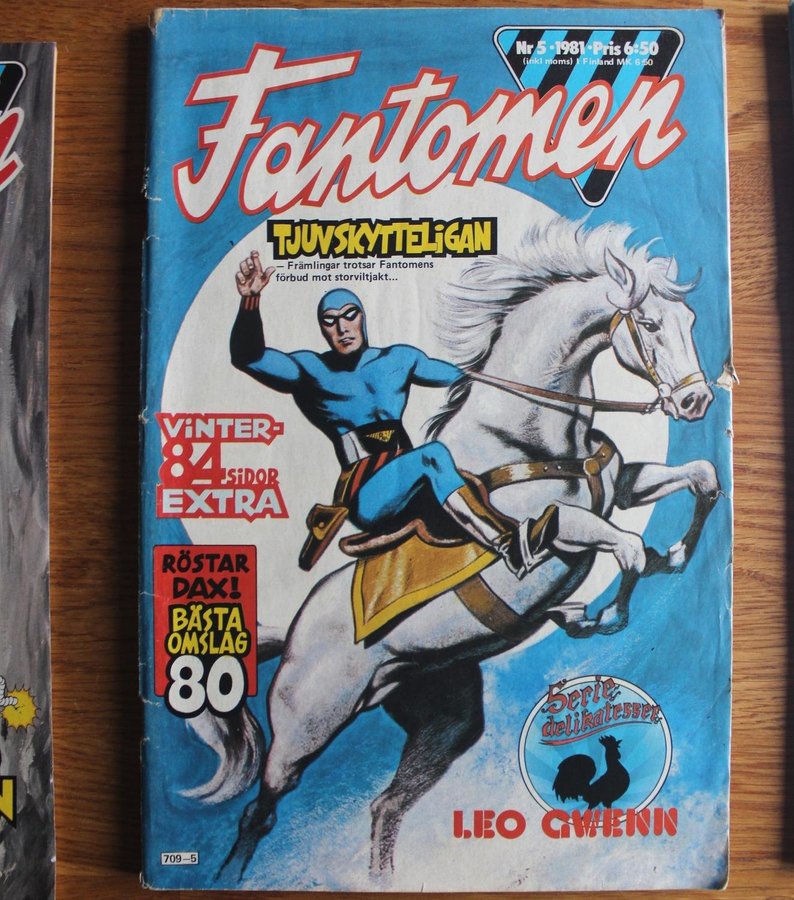 Nr 5 • 1981 • Pris 6:50
(inkl moms) I Finland MK 6:50
Fantomen
TJUVSKYTTELIGAN
– Främlingar trotsar Fantomens
förbud mot storviltjakt...
VINTER-
84 SIDOR
EXTRA
RÖSTAR
DAX!
BÄSTA
OMSLAG
80
Serie
delikatesser
LEO GWENN
709–5
N